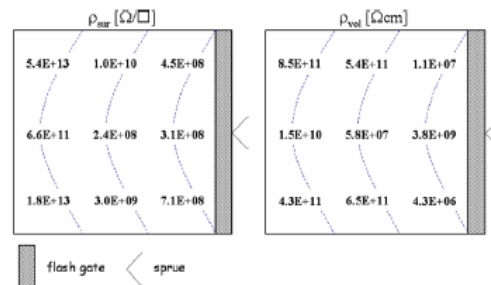 ρsur [Ω/□]
5.4E+13 1.0E+10 4.5E+08
6.6E+11 2.4E+08 3.1E+08
1.8E+13 3.0E+09 7.1E+08
ρvol [Ωcm]
8.5E+11 5.4E+11 1.1E+07
1.5E+10 5.8E+07 3.8E+09
4.3E+11 6.5E+11 4.3E+06
flash gate sprue